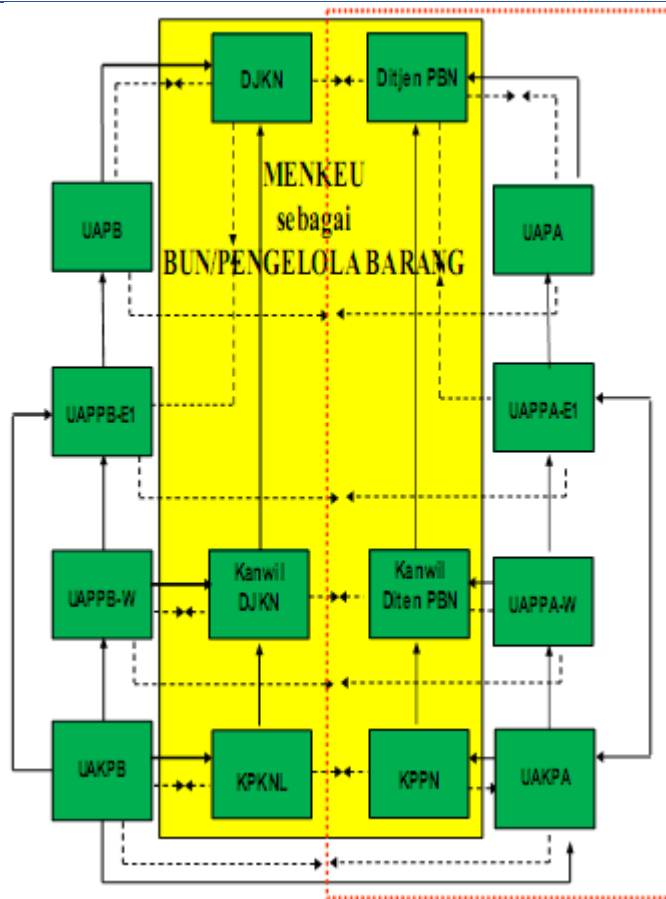 DJKN
Ditjen PBN
MENKEU
sebagai
BUN/PENGELOLA BARANG
UAPB
UAPA
UAPPB-E1
UAPPA-E1
UAPPB-W
Kanwil
DJKN
Kanwil
Diten PBN
UAPPA-W
UAKPB
KPKNL
KPPN
UAKPA